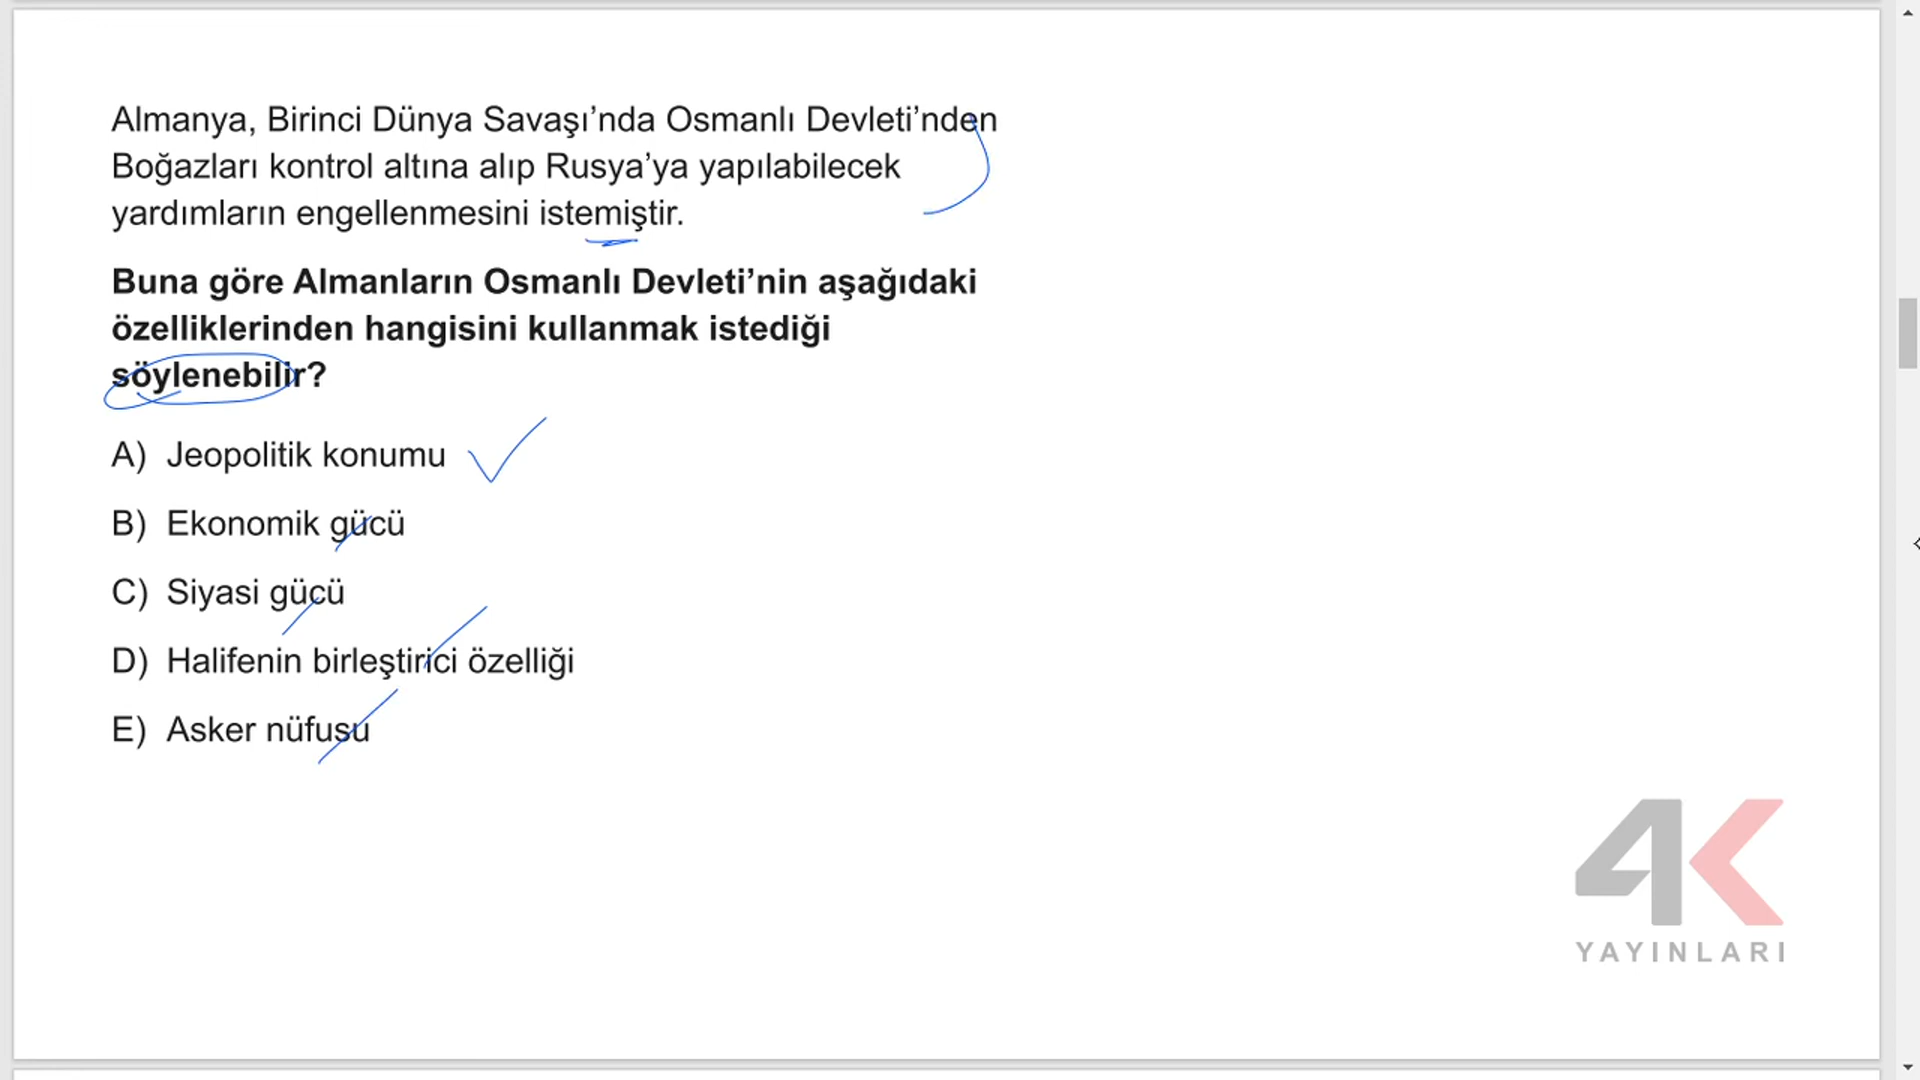 Almanya, Birinci Dünya Savaşı’nda Osmanlı Devleti’nden
Boğazları kontrol altına alıp Rusya’ya yapılabilecek
yardımların engellenmesini istemiştir.
Buna göre Almanların Osmanlı Devleti’nin aşağıdaki
özelliklerinden hangisini kullanmak istediği
söylenebilir?
A) Jeopolitik konumu
B) Ekonomik gücü
C) Siyasi gücü
D) Halifenin birleştirici özelliği
E) Asker nüfusu
4K
YAYINLARI